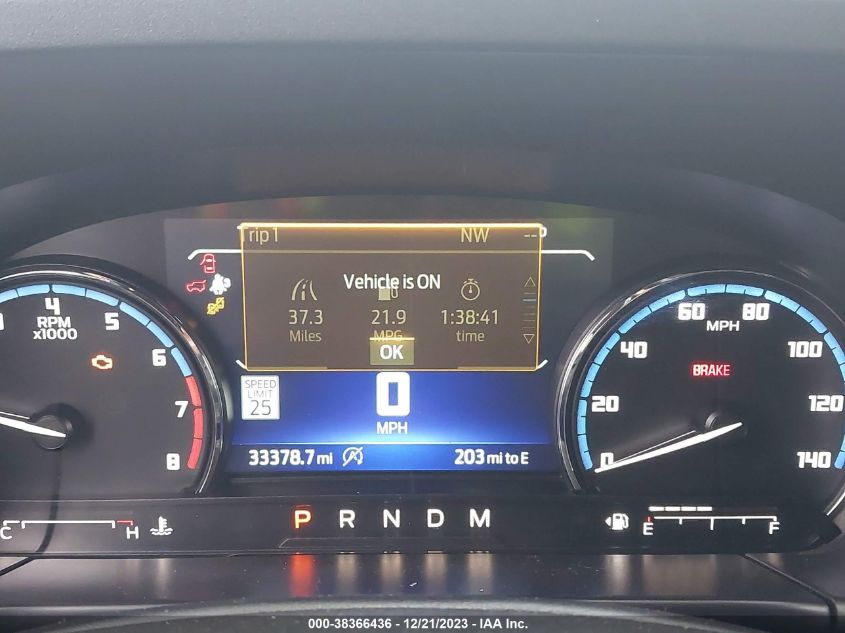 Trip 1 NW --
Vehicle is ON
37.3 21.9 1:38:41
Miles MPG time
OK
4
RPM 5
x1000
6
7
8
60 80
MPH
40 100
BRAKE
20 120
0 140
SPEED
LIMIT
25
0
MPH
33378.7 mi 203 mi to E
P R N D M
C H
E F
000-38366436 - 12/21/2023 - IAA Inc.